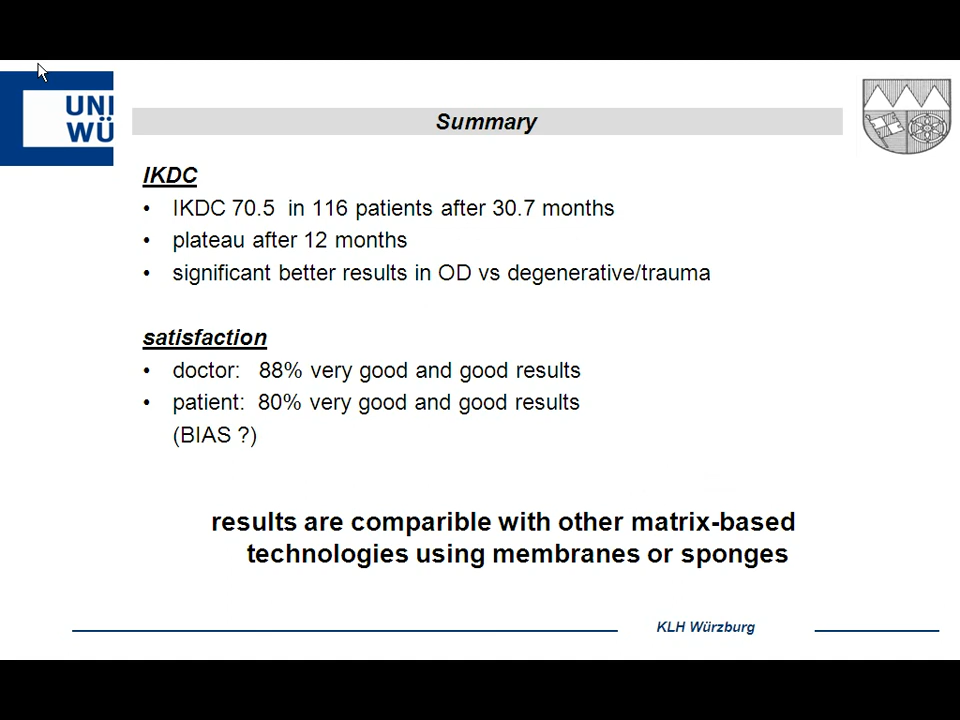 UNI
WÜ
Summary
IKDC
• IKDC 70.5 in 116 patients after 30.7 months
• plateau after 12 months
• significant better results in OD vs degenerative/trauma
satisfaction
• doctor: 88% very good and good results
• patient: 80% very good and good results
(BIAS ?)
results are comparible with other matrix-based
technologies using membranes or sponges
KLH Würzburg